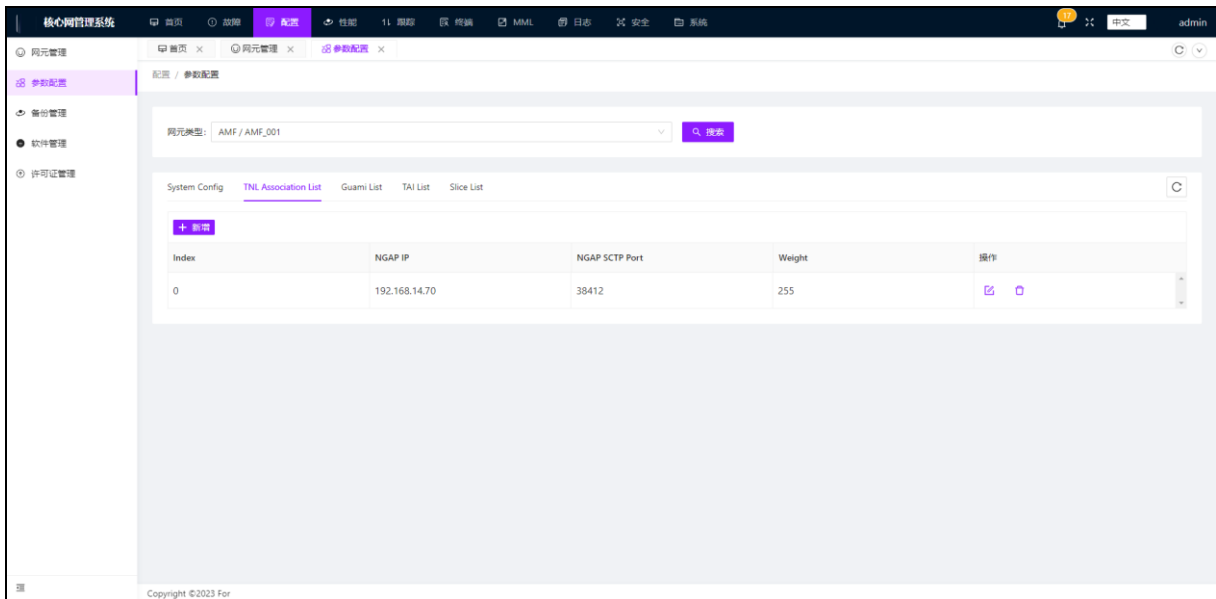 核心网管理系统 首页 故障 配置 性能 跟踪 终端 MML 日志 安全 系统 17 中文 admin
网元管理 首页 网元管理 参数配置
参数配置 配置 / 参数配置
备份管理
网元类型: AMF / AMF_001 搜索
软件管理
许可证管理
System Config TNL Association List Guami List TAI List Slice List
+ 新增
Index NGAP IP NGAP SCTP Port Weight 操作
0 192.168.14.70 38412 255
Copyright ©2023 For